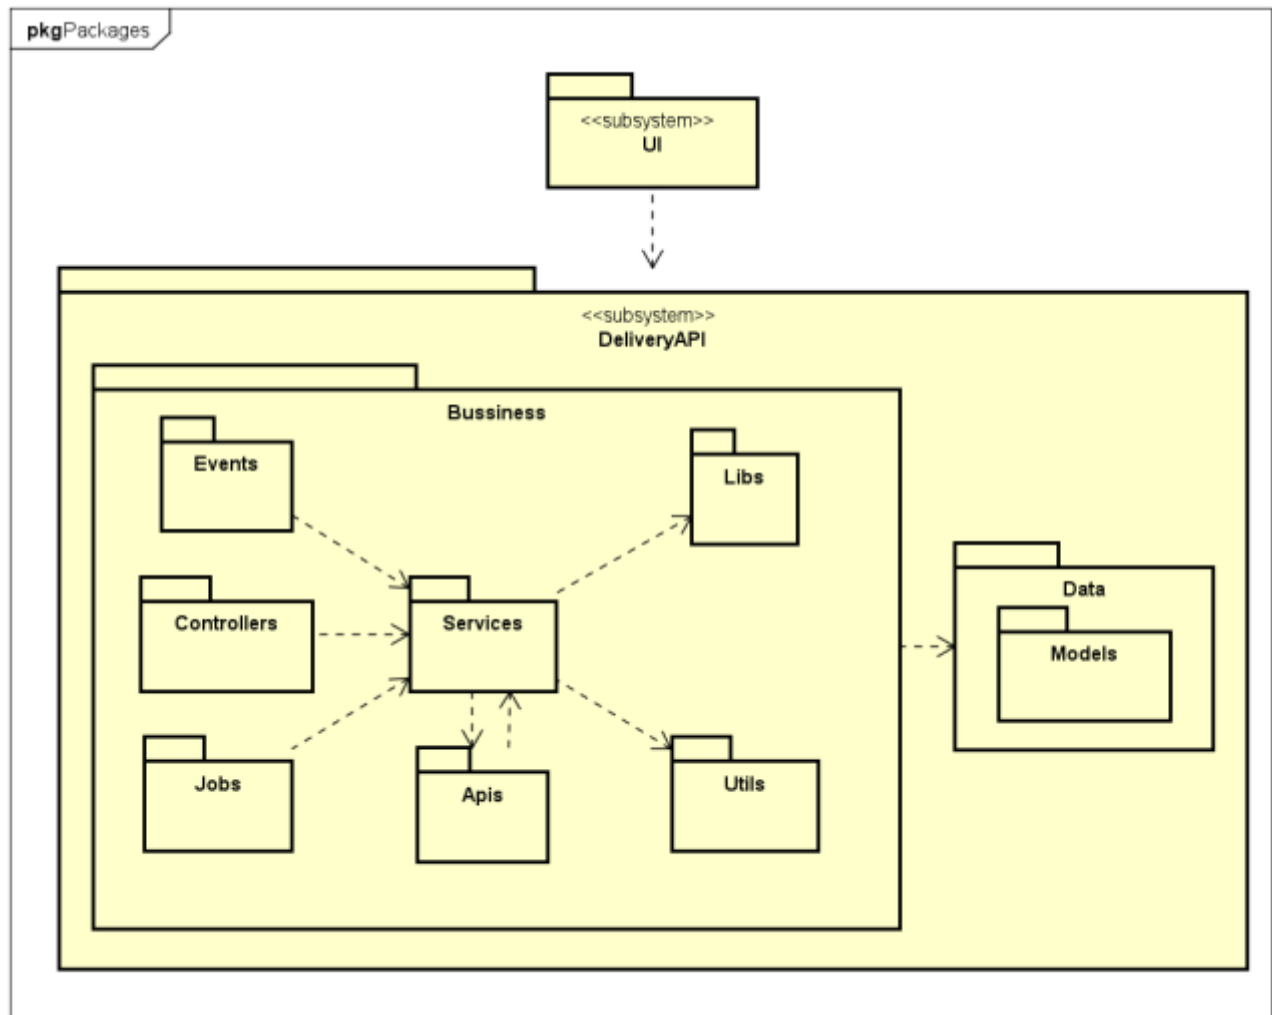 pkgPackages
<<subsystem>>
UI
<<subsystem>>
DeliveryAPI
Bussiness
Events
Libs
Controllers
Services
Data
Models
Jobs
Apis
Utils